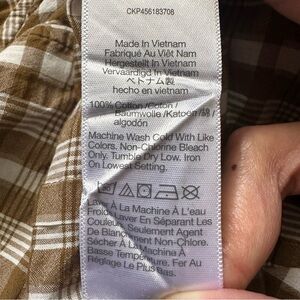 CKP456183708
Made In Vietnam
Fabriqué Au Viêt Nam
Hergestellt In Vietnam
Vervaardigd In Vietnam
ベトナム製
hecho en vietnam
100% Cotton /Coton /
Baumwolle /Katoen /綿 /
algodón
Machine Wash Cold With Like
Colors. Non-Chlorine Bleach
Only. Tumble Dry Low. Iron
On Lowest Setting.
Laver À La Machine À L'eau
Froide. Laver En Séparant Les
Couleurs. Seulement Agent
De Blanchiment Non-Chlore.
Sécher À La Machine À
Basse Température. Fer Au
Réglage Le Plus Bas.